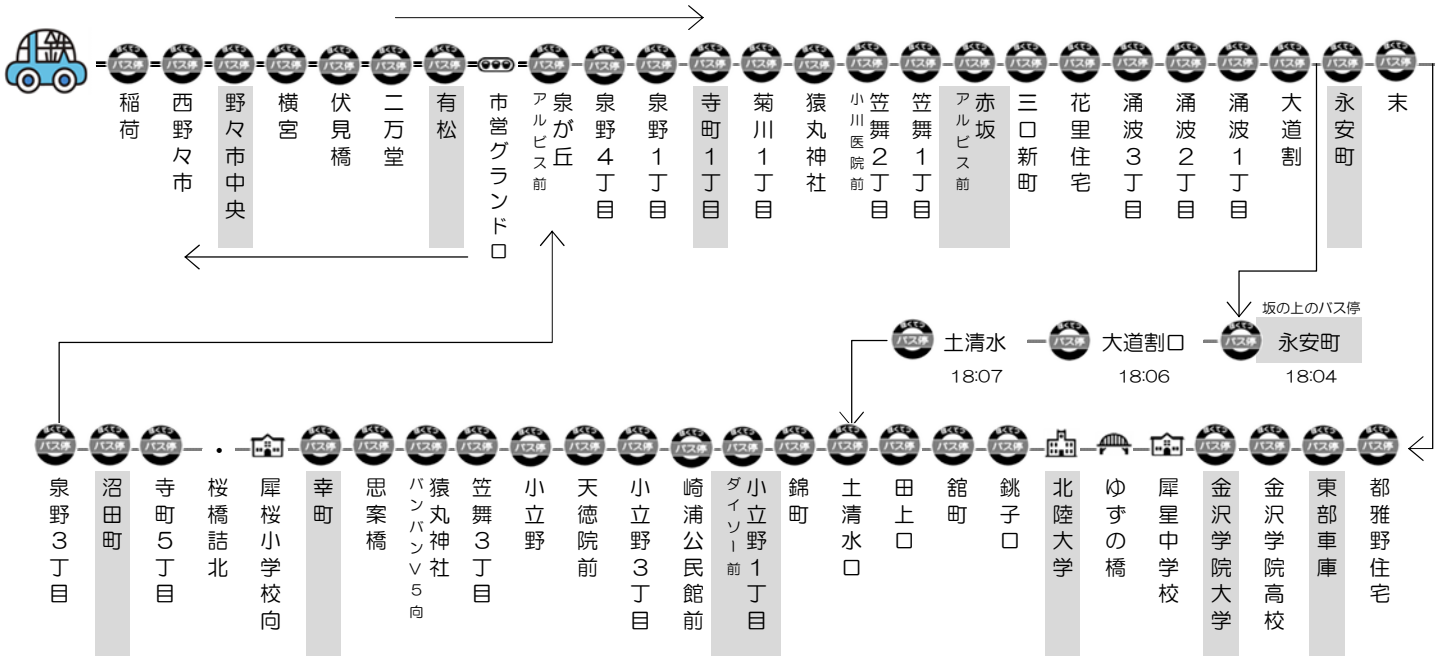 稲荷
西野々市
野々市中央
横宮
伏見橋
二万堂
有松
市営グランド口
泉が丘
アルビス前
泉野4丁目
泉野1丁目
寺町1丁目
菊川1丁目
猿丸神社
笠舞2丁目
小川医院前
笠舞1丁目
赤坂
アルビス前
三口新町
花里住宅
涌波3丁目
涌波2丁目
涌波1丁目
大道割
永安町
末
坂の上のバス停
土清水
大道割口
永安町
18:07
18:06
18:04
泉野3丁目
沼田町
寺町5丁目
桜橋詰北
犀桜小学校向
幸町
思案橋
猿丸神社
バンバンV5向
笠舞3丁目
小立野
天徳院前
小立野3丁目
崎浦公民館前
小立野1丁目
ダイソー前
錦町
土清水口
田上口
舘町
銚子口
北陸大学
ゆずの橋
犀星中学校
金沢学院大学
金沢学院高校
東部車庫
都雅野住宅